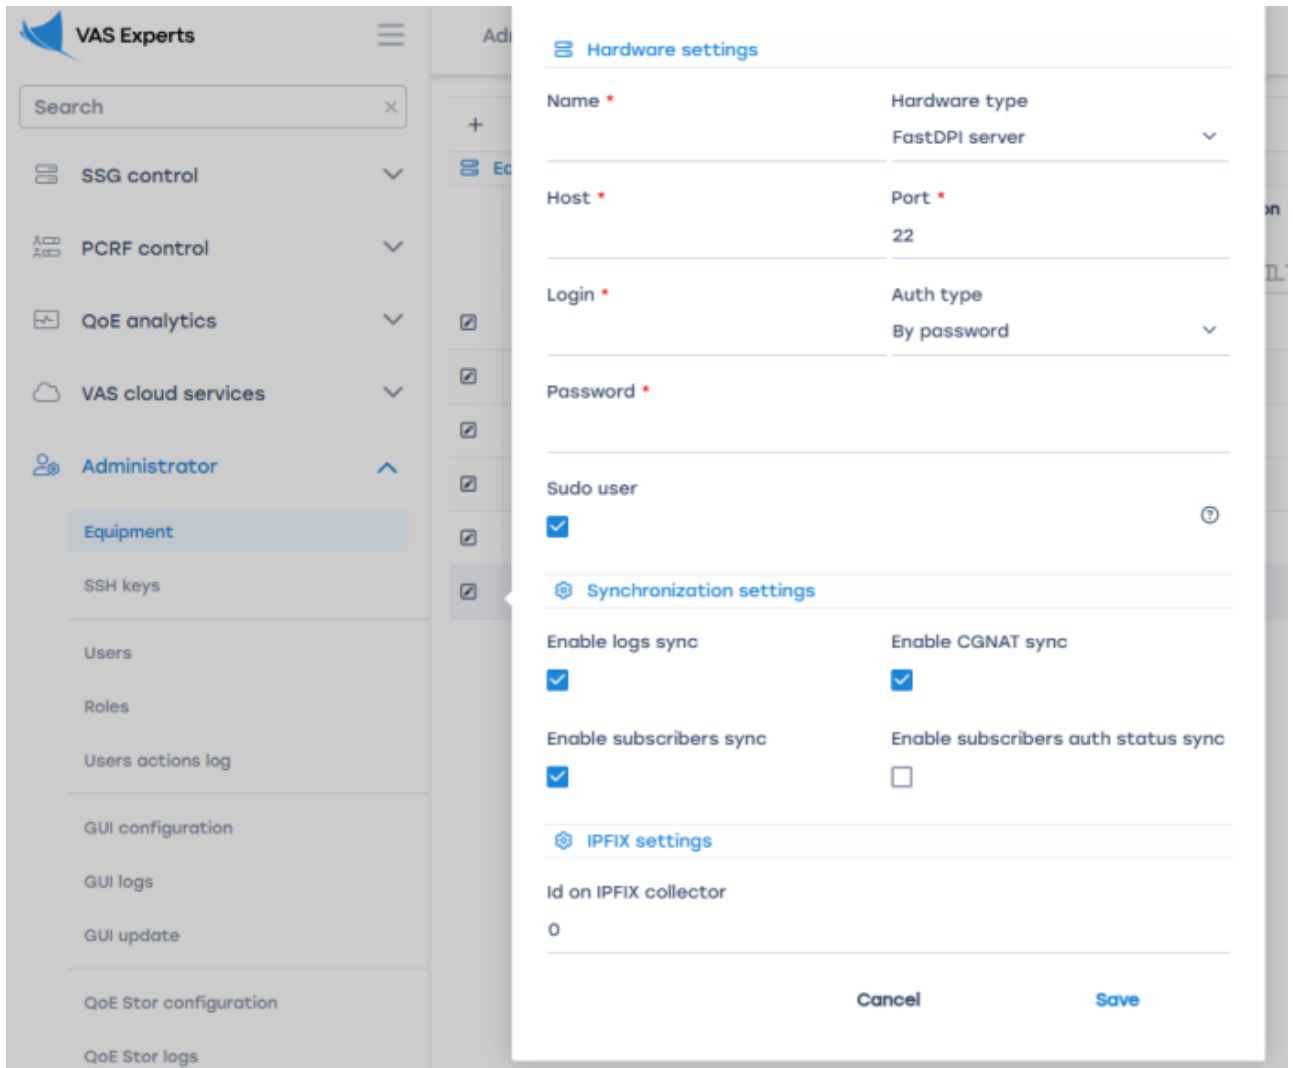 VAS Experts
Search
SSG control
PCRF control
QoE analytics
VAS cloud services
Administrator
Equipment
SSH keys
Users
Roles
Users actions log
GUI configuration
GUI logs
GUI update
QoE Stor configuration
QoE Stor logs
Hardware settings
Name *
Hardware type
FastDPI server
Host *
Port *
22
Login *
Auth type
By password
Password *
Sudo user
Synchronization settings
Enable logs sync
Enable CGNAT sync
Enable subscribers sync
Enable subscribers auth status sync
IPFIX settings
Id on IPFIX collector
0
Cancel
Save